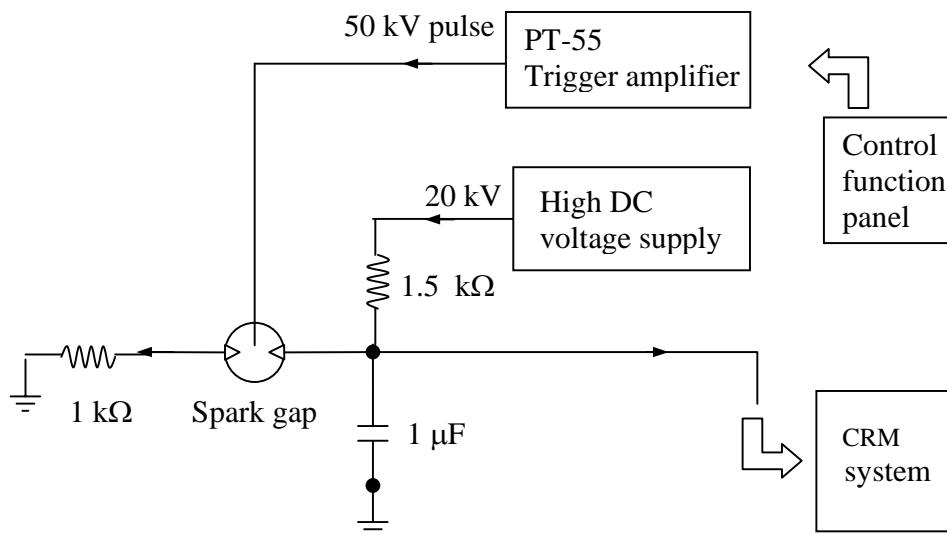 50 kV pulse
PT-55
Trigger amplifier
Control
function
panel
20 kV
High DC
voltage supply
1.5 kΩ
1 kΩ
Spark gap
1 μF
CRM
system